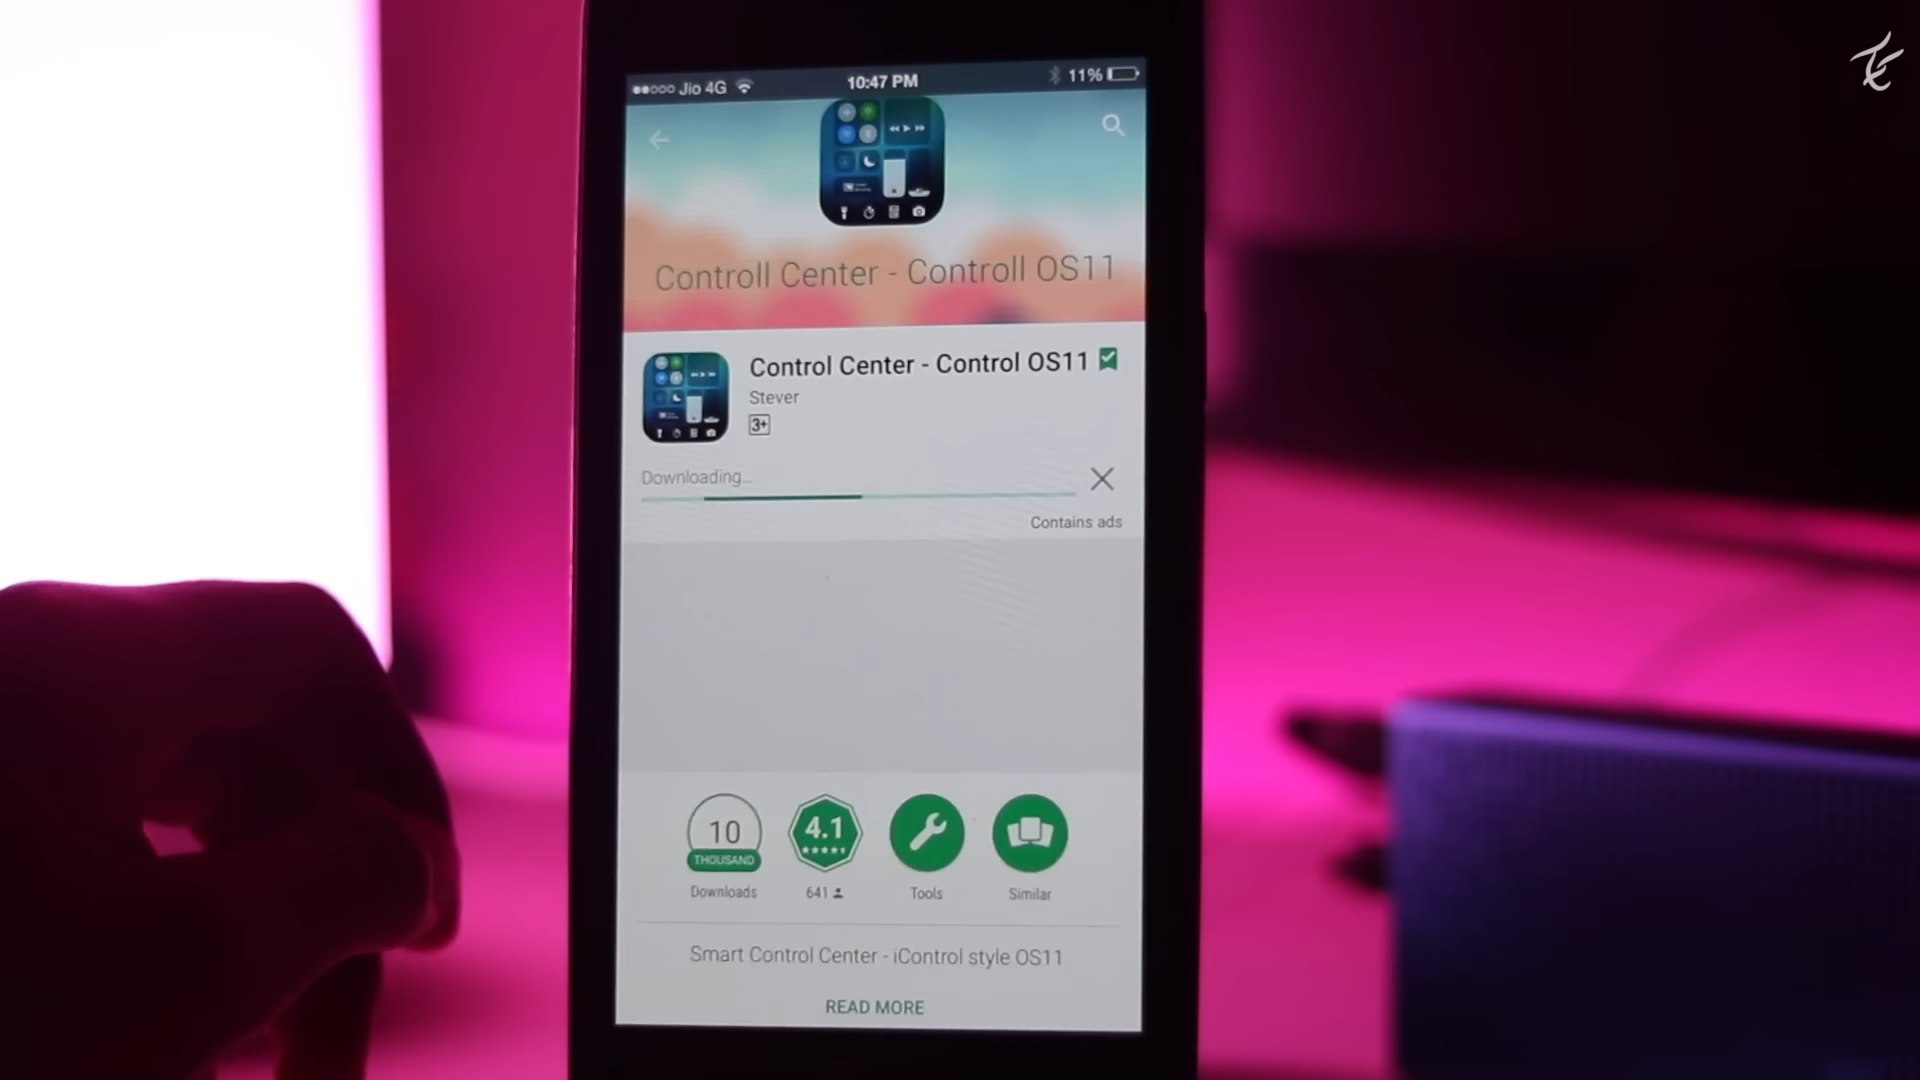 Jio 4G 10:47 PM 11%
Controll Center - Controll OS11
Control Center - Control OS11
Stever
3+
Downloading...
Contains ads
10
THOUSAND
Downloads
4.1
641
Tools
Similar
Smart Control Center - iControl style OS11
READ MORE